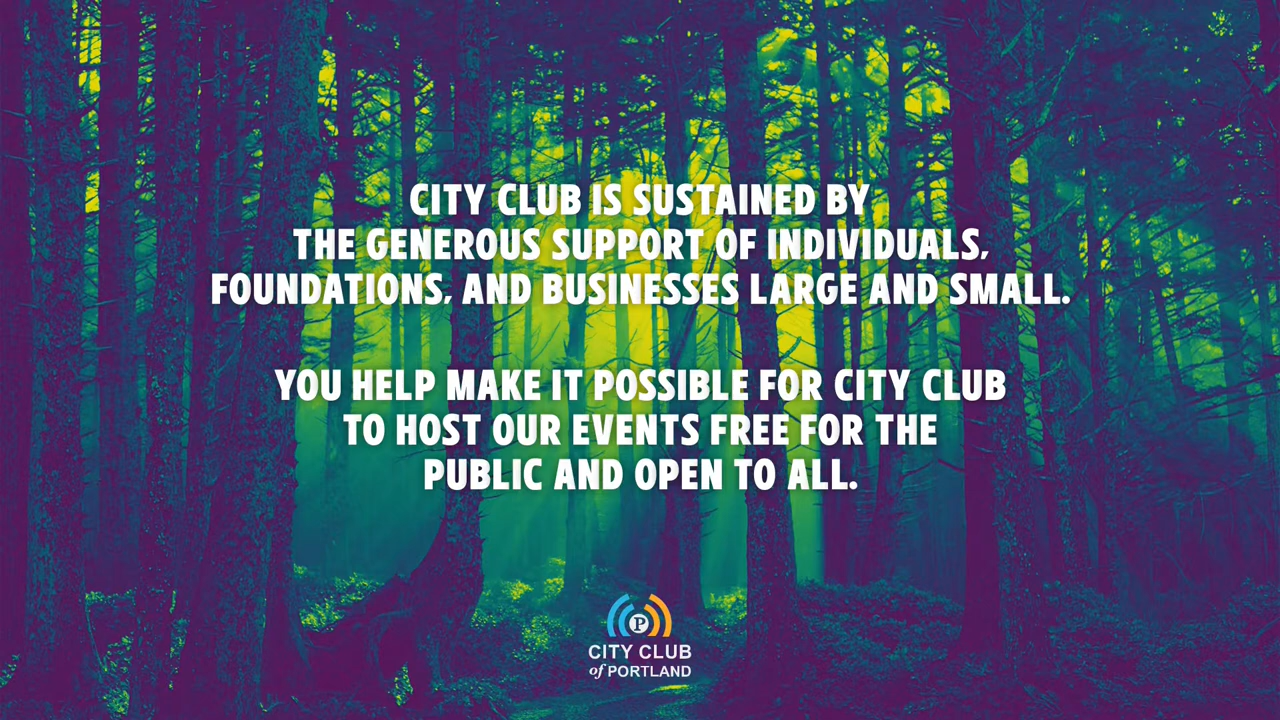 CITY CLUB IS SUSTAINED BY
THE GENEROUS SUPPORT OF INDIVIDUALS,
FOUNDATIONS, AND BUSINESSES LARGE AND SMALL.
YOU HELP MAKE IT POSSIBLE FOR CITY CLUB
TO HOST OUR EVENTS FREE FOR THE
PUBLIC AND OPEN TO ALL.
P
CITY CLUB
of PORTLAND